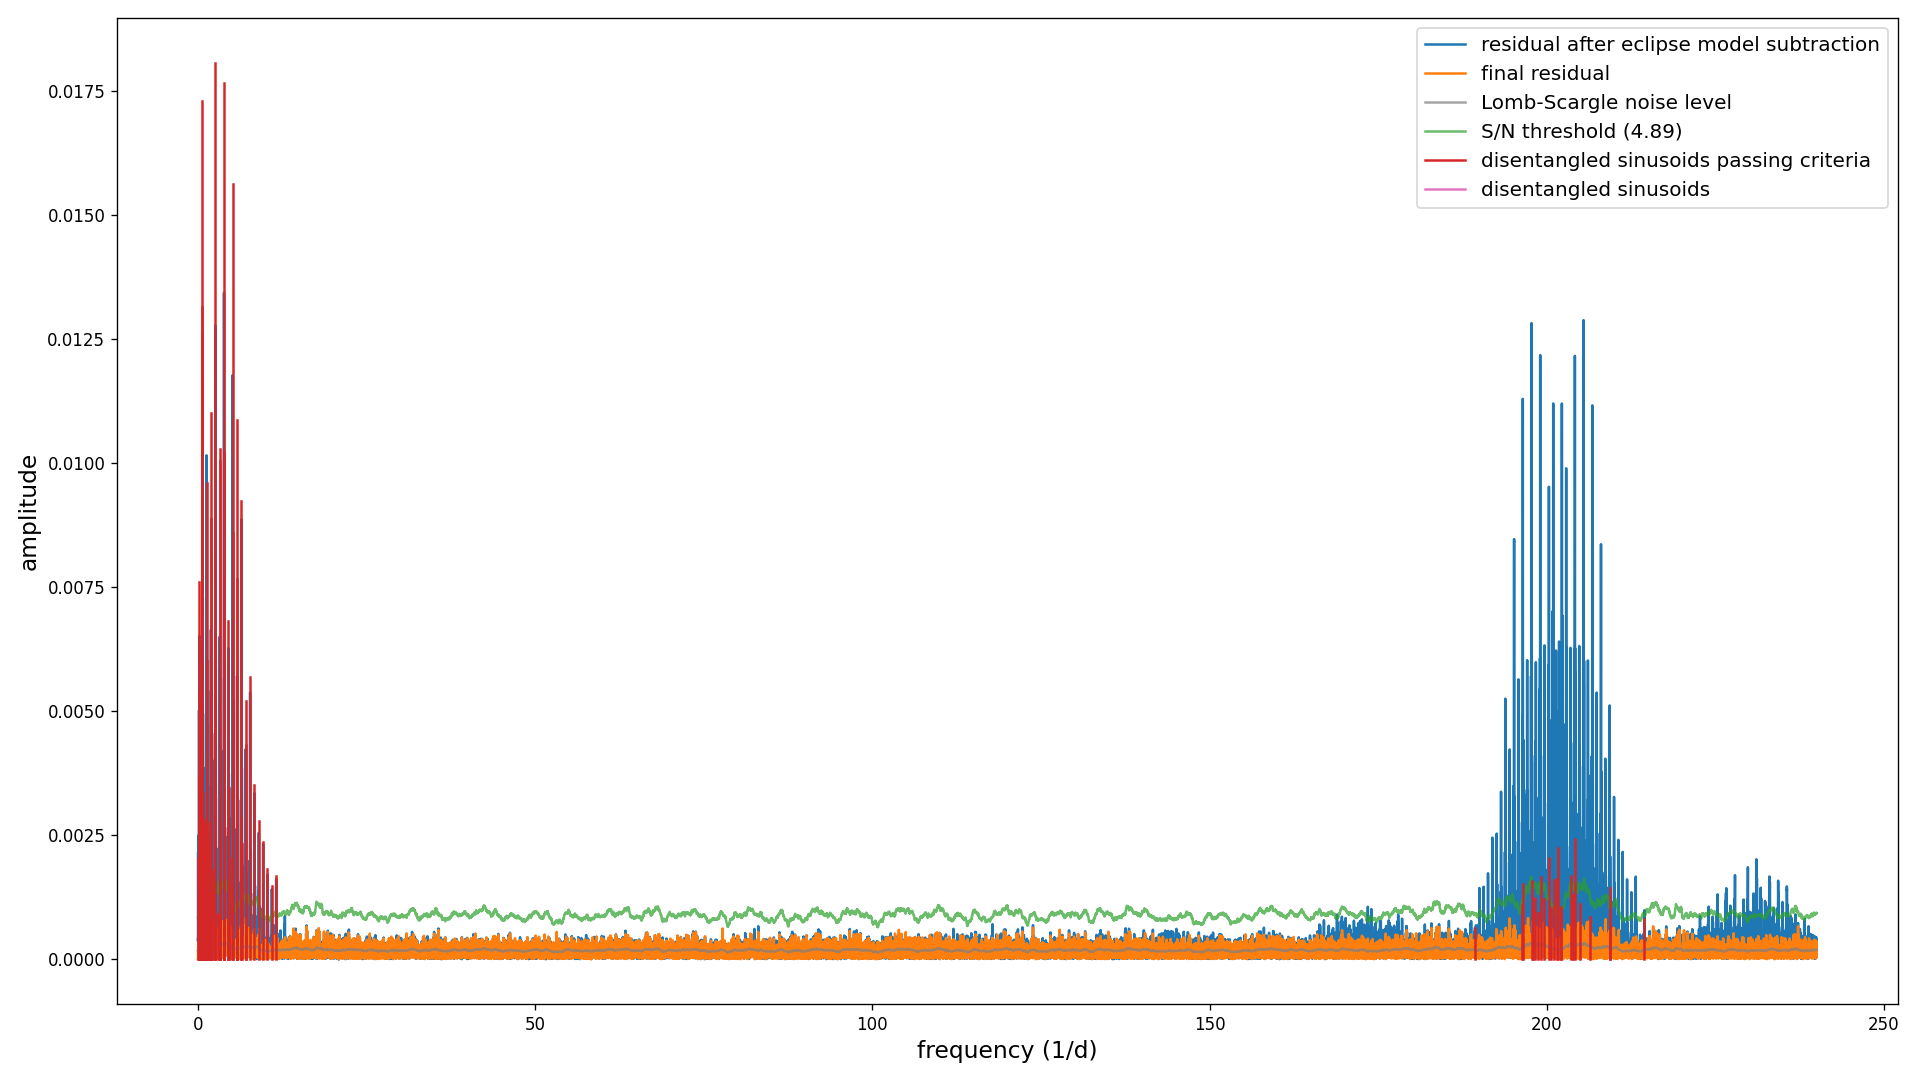 residual after eclipse model subtraction
final residual
Lomb-Scargle noise level
S/N threshold (4.89)
disentangled sinusoids passing criteria
disentangled sinusoids
0.0175
0.0150
0.0125
0.0100
0.0075
0.0050
0.0025
0.0000
amplitude
0 50 100 150 200 250
frequency (1/d)